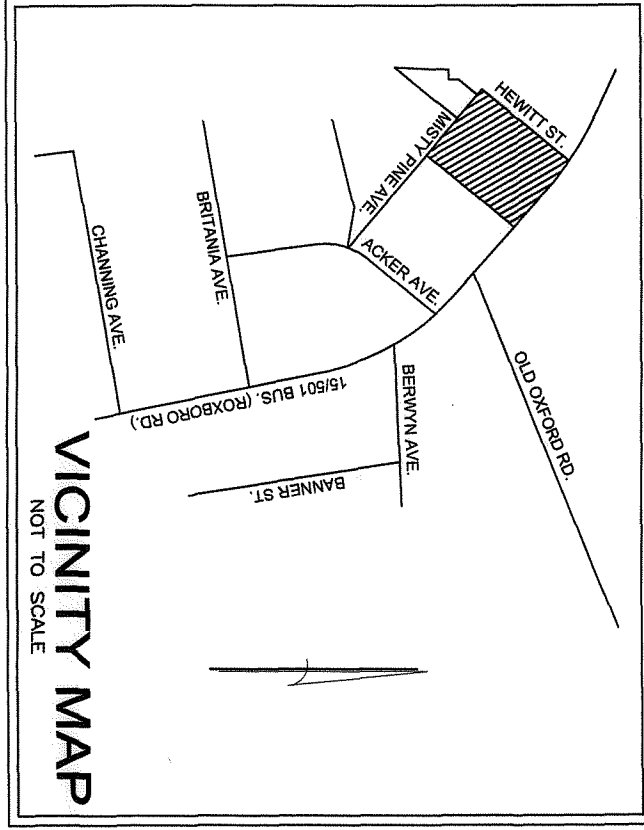 HEWITT ST.
MISTY PINE AVE.
ACKER AVE.
OLD OXFORD RD.
BRITANIA AVE.
CHANNING AVE.
15/501 BUS. (ROXBORO RD.)
BERWYN AVE.
BANNER ST.
VICINITY MAP
NOT TO SCALE